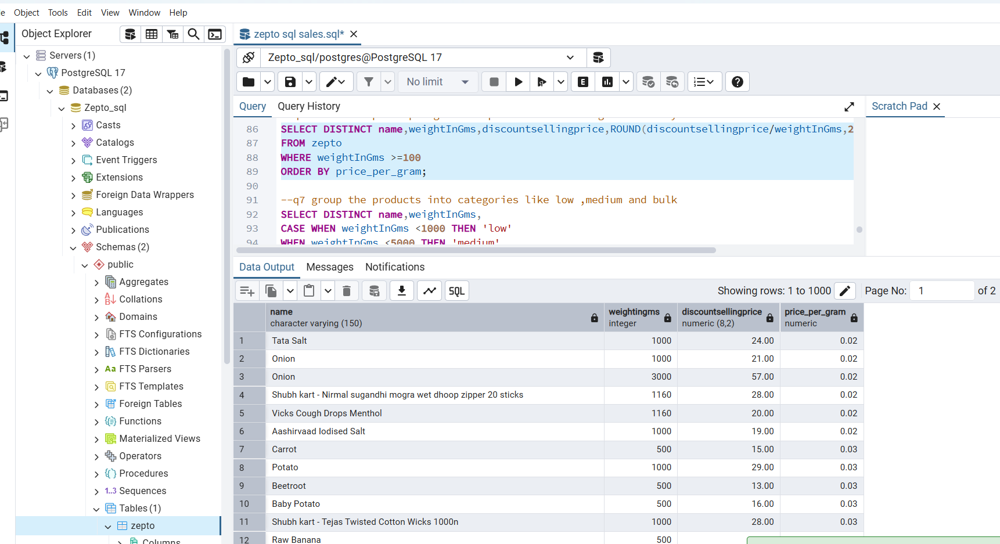 Object Tools Edit View Window Help
Object Explorer
zepto sql sales.sql*
Servers (1)
PostgreSQL 17
Databases (2)
Zepto_sql
Casts
Catalogs
Event Triggers
Extensions
Foreign Data Wrappers
Languages
Publications
Schemas (2)
public
Aggregates
Collations
Domains
FTS Configurations
FTS Dictionaries
Aa FTS Parsers
FTS Templates
Foreign Tables
Functions
Materialized Views
Operators
Procedures
1..3 Sequences
Tables (1)
zepto
Columns
Zepto_sql/postgres@PostgreSQL 17
No limit
E
Query Query History
Scratch Pad
86 SELECT DISTINCT name,weightInGms,discountsellingprice,ROUND(discountsellingprice/weightInGms,2
87 FROM zepto
88 WHERE weightInGms >=100
89 ORDER BY price_per_gram;
90
91 --q7 group the products into categories like low ,medium and bulk
92 SELECT DISTINCT name,weightInGms,
93 CASE WHEN weightInGms <1000 THEN 'low'
94 WHEN weightInGms <5000 THEN 'medium'
Data Output Messages Notifications
SQL
Showing rows: 1 to 1000 Page No: 1 of 2
name weightingms discountsellingprice price_per_gram
character varying (150) integer numeric (8,2) numeric
1 Tata Salt 1000 24.00 0.02
2 Onion 1000 21.00 0.02
3 Onion 3000 57.00 0.02
4 Shubh kart - Nirmal sugandhi mogra wet dhoop zipper 20 sticks 1160 28.00 0.02
5 Vicks Cough Drops Menthol 1160 20.00 0.02
6 Aashirvaad Iodised Salt 1000 19.00 0.02
7 Carrot 500 15.00 0.03
8 Potato 1000 29.00 0.03
9 Beetroot 500 13.00 0.03
10 Baby Potato 500 16.00 0.03
11 Shubh kart - Tejas Twisted Cotton Wicks 1000n 1000 28.00 0.03
12 Raw Banana 500